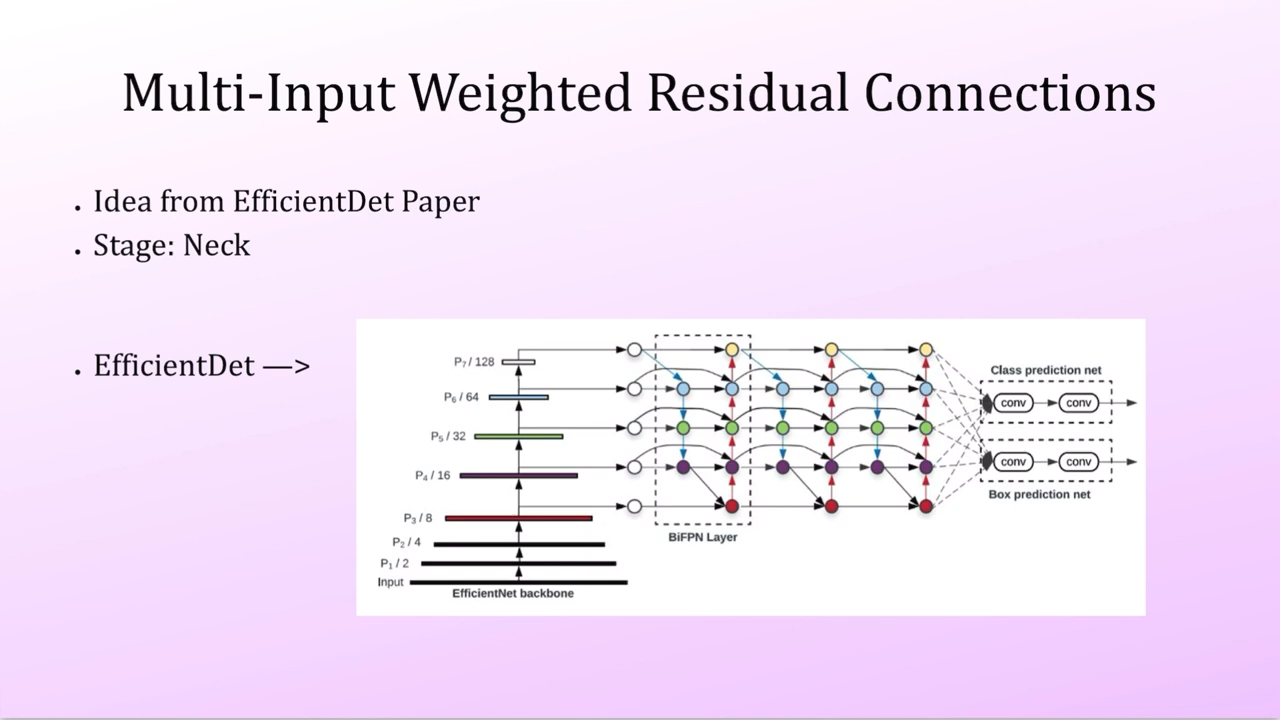 Multi-Input Weighted Residual Connections
. Idea from EfficientDet Paper
. Stage: Neck
. EfficientDet —>
P₇ / 128
P₆ / 64
P₅ / 32
P₄ / 16
P₃ / 8
P₂ / 4
P₁ / 2
Input
EfficientNet backbone
BiFPN Layer
Class prediction net
conv conv
conv conv
Box prediction net